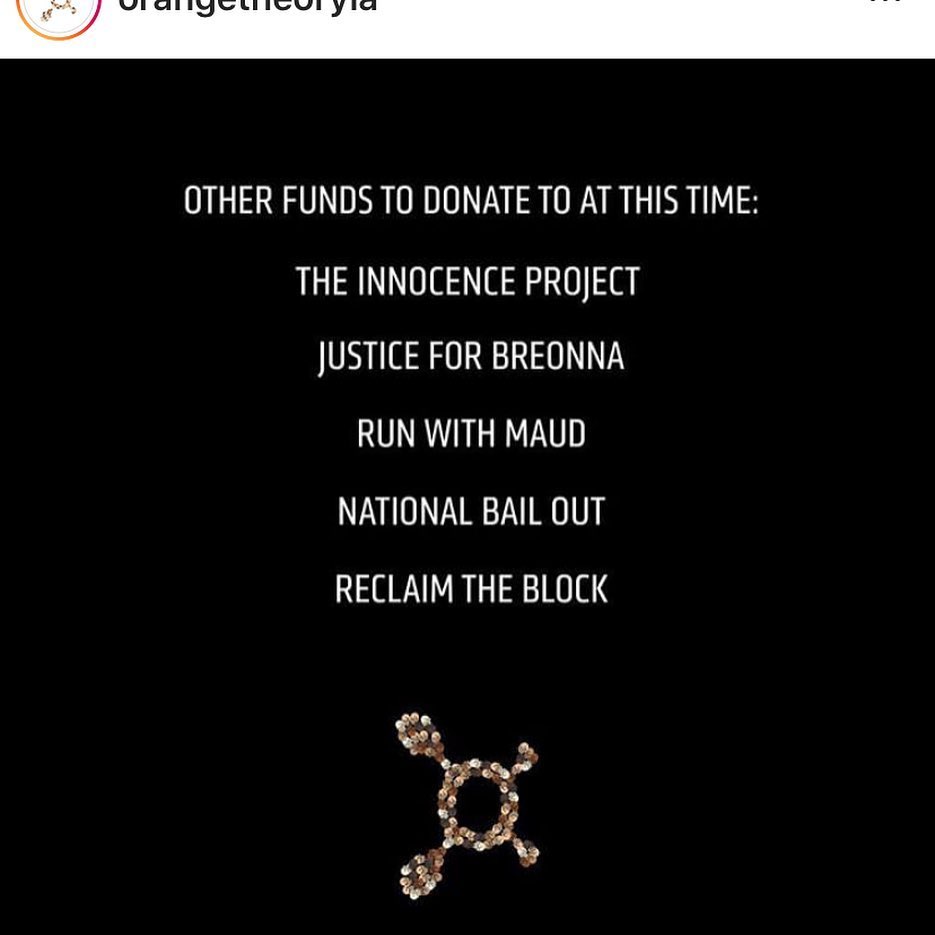 orangetheoryla
OTHER FUNDS TO DONATE TO AT THIS TIME:
THE INNOCENCE PROJECT
JUSTICE FOR BREONNA
RUN WITH MAUD
NATIONAL BAIL OUT
RECLAIM THE BLOCK